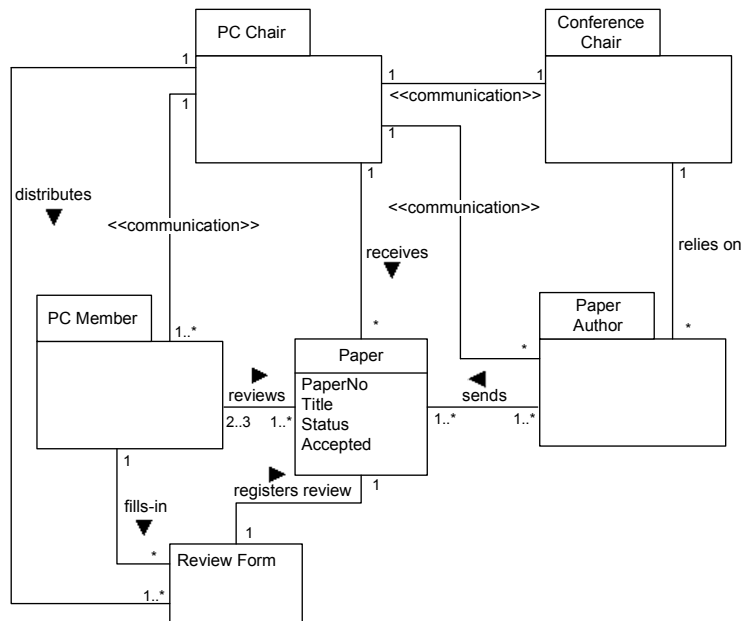 PC Chair
Conference
Chair
1
1
1
1
<<communication>>
1
1
1
1
distributes
<<communication>>
<<communication>>
receives
relies on
PC Member
Paper
Author
1..*
*
*
*
Paper
PaperNo
Title
Status
Accepted
reviews
sends
2..3
1..*
1..*
1..*
1
registers review
1
fills-in
1
*
Review Form
1..*